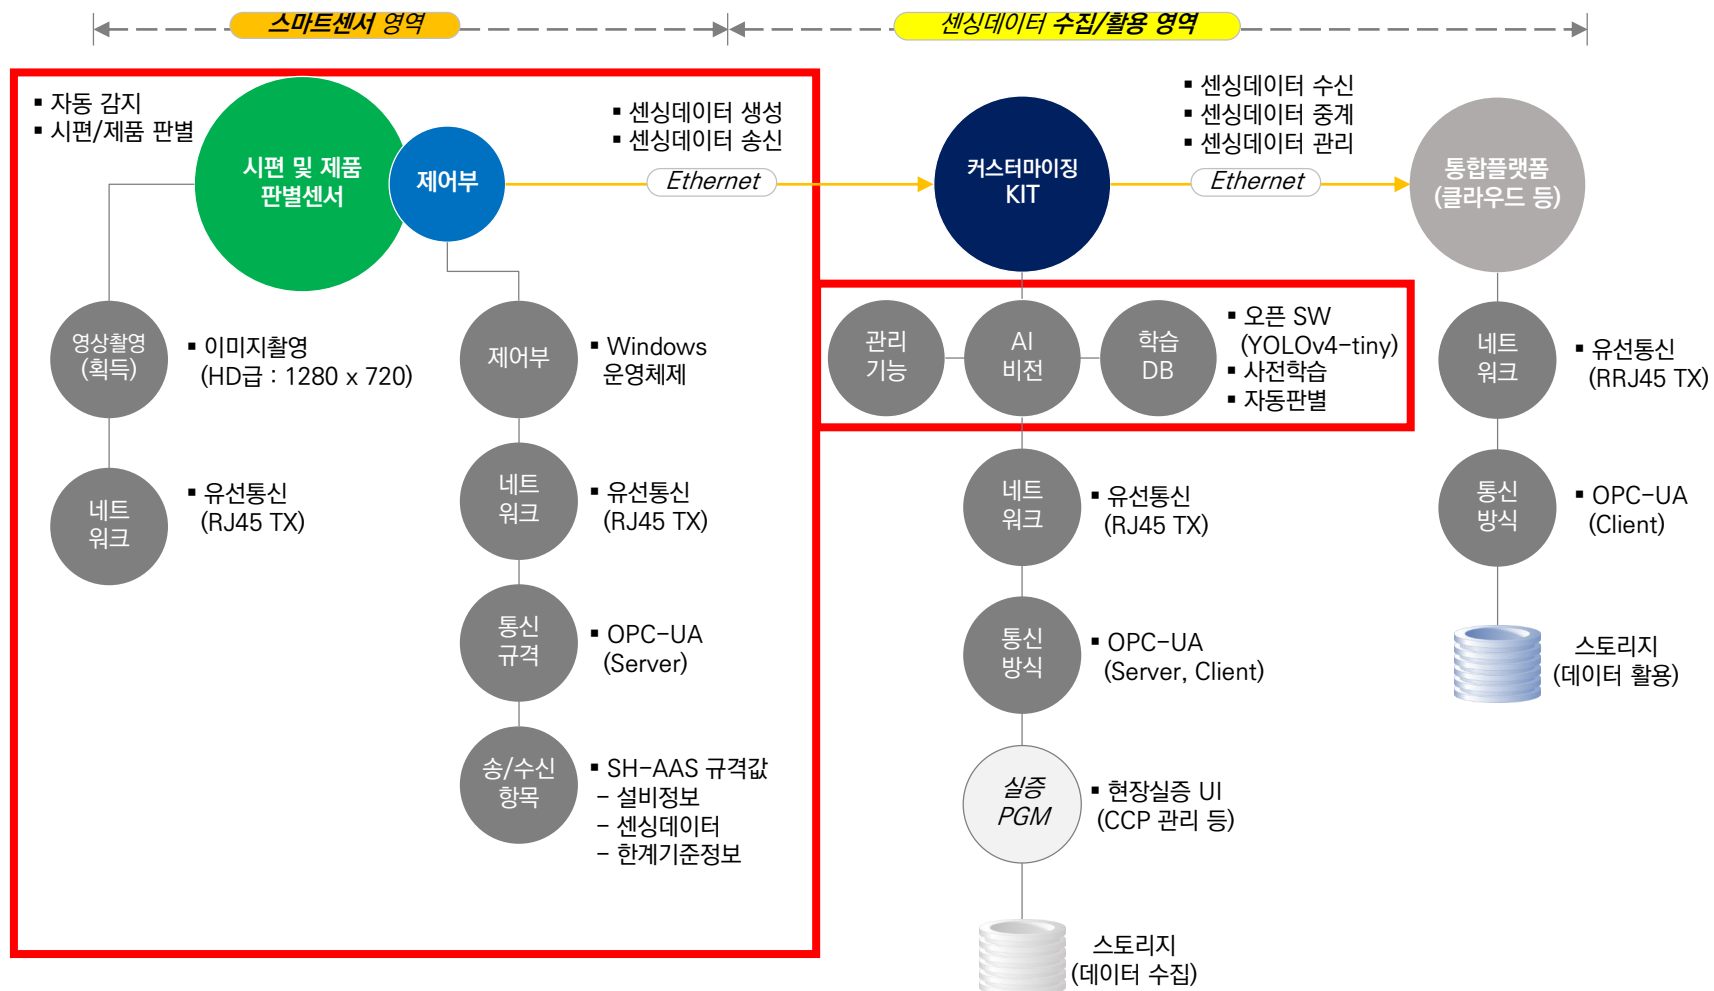 스마트센서 영역
센싱데이터 수집/활용 영역
▪ 자동 감지
▪ 시편/제품 판별
시편 및 제품
판별센서
제어부
▪ 센싱데이터 생성
▪ 센싱데이터 송신
Ethernet
커스터마이징
KIT
▪ 센싱데이터 수신
▪ 센싱데이터 중계
▪ 센싱데이터 관리
Ethernet
통합플랫폼
(클라우드 등)
영상촬영
(획득)
▪ 이미지촬영
(HD급 : 1280 x 720)
네트
워크
▪ 유선통신
(RJ45 TX)
제어부
▪ Windows
운영체제
네트
워크
▪ 유선통신
(RJ45 TX)
통신
규격
▪ OPC-UA
(Server)
송/수신
항목
▪ SH-AAS 규격값
- 설비정보
- 센싱데이터
- 한계기준정보
관리
기능
AI
비전
학습
DB
▪ 오픈 SW
(YOLOv4-tiny)
▪ 사전학습
▪ 자동판별
네트
워크
▪ 유선통신
(RJ45 TX)
통신
방식
▪ OPC-UA
(Server, Client)
실증
PGM
▪ 현장실증 UI
(CCP 관리 등)
스토리지
(데이터 수집)
네트
워크
▪ 유선통신
(RRJ45 TX)
통신
방식
▪ OPC-UA
(Client)
스토리지
(데이터 활용)